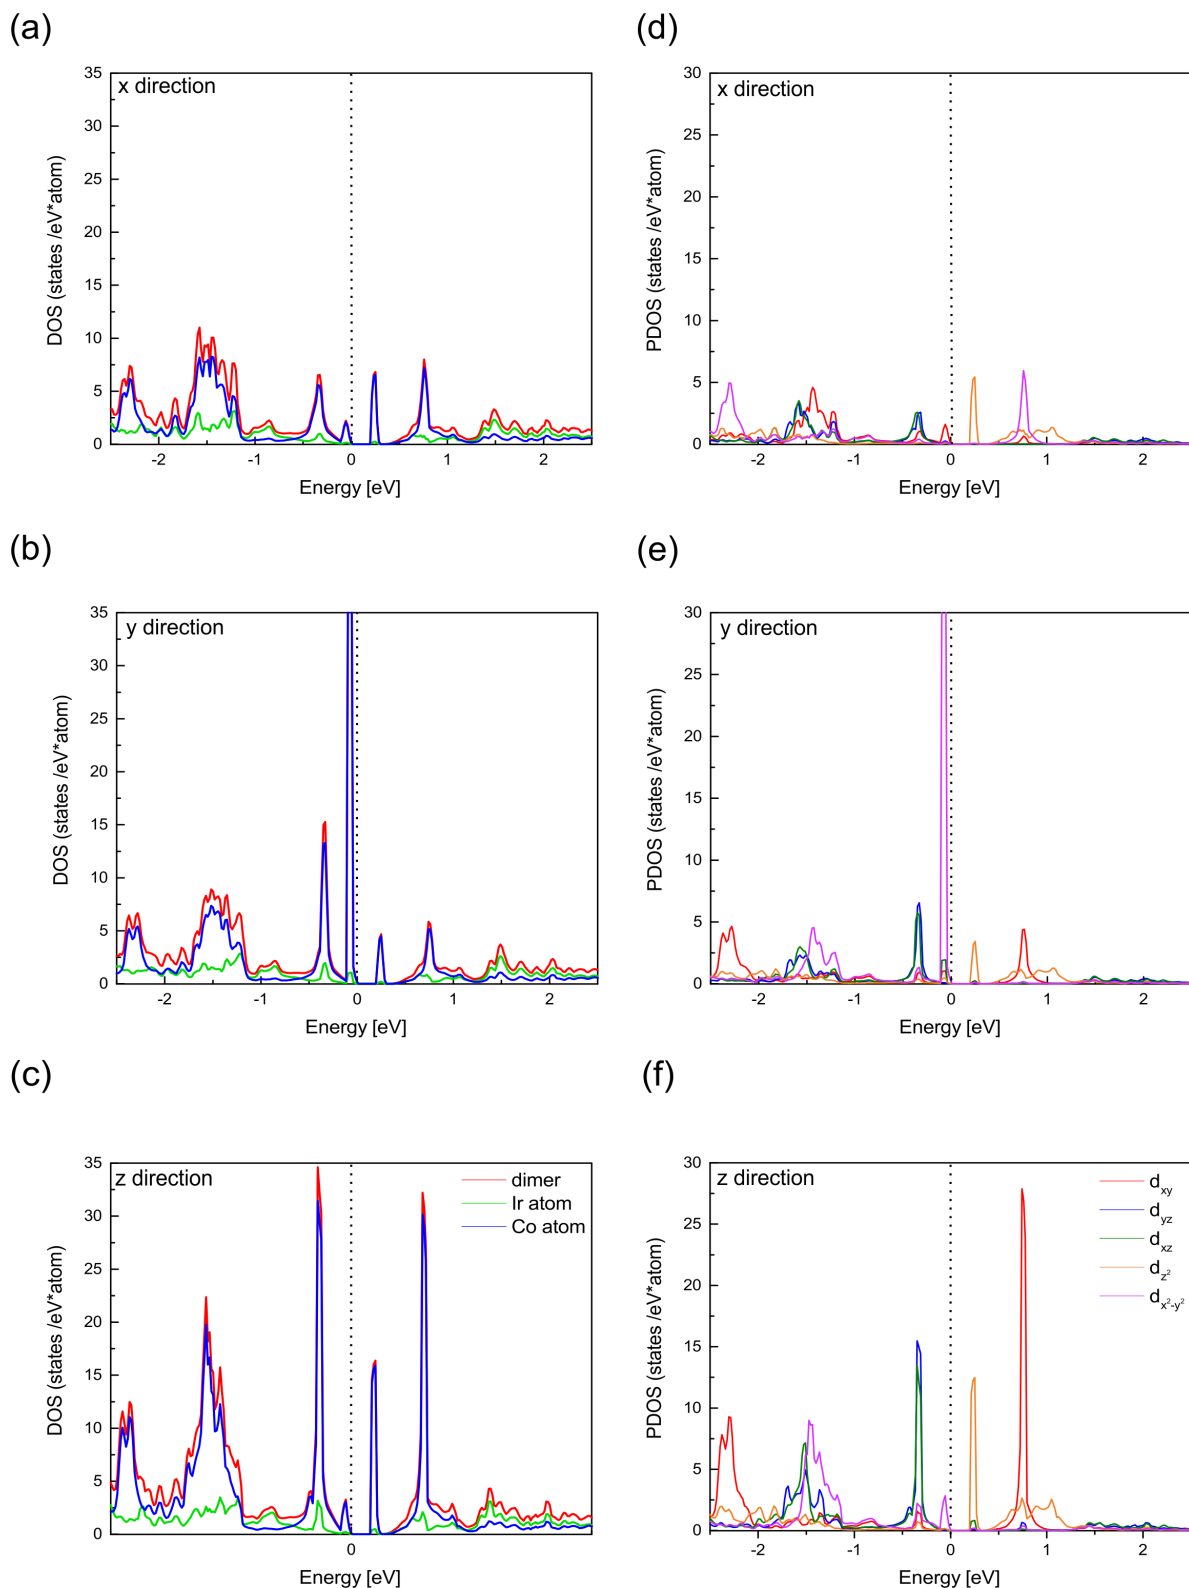 (a)
x direction
DOS (states /eV*atom)
35
30
25
20
15
10
5
0
-2
-1
0
1
2
Energy [eV]
(d)
x direction
PDOS (states /eV*atom)
30
25
20
15
10
5
0
-2
-1
0
1
2
Energy [eV]
(b)
y direction
DOS (states /eV*atom)
35
30
25
20
15
10
5
0
-2
-1
0
1
2
Energy [eV]
(e)
y direction
PDOS (states /eV*atom)
30
25
20
15
10
5
0
-2
-1
0
1
2
Energy [eV]
(c)
z direction
dimer
Ir atom
Co atom
DOS (states /eV*atom)
35
30
25
20
15
10
5
0
0
Energy [eV]
(f)
z direction
d_xy
d_yz
d_xz
d_z²
d_x²-y²
PDOS (states /eV*atom)
30
25
20
15
10
5
0
-2
-1
0
1
2
Energy [eV]